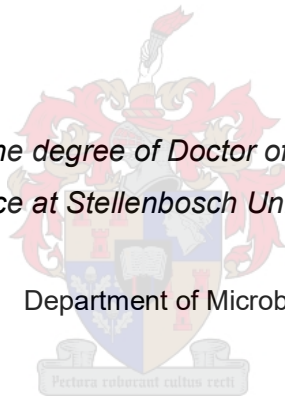 he degree of Doctor of
ce at Stellenbosch Un
Department of Microb
Pectora roborant cultus recti